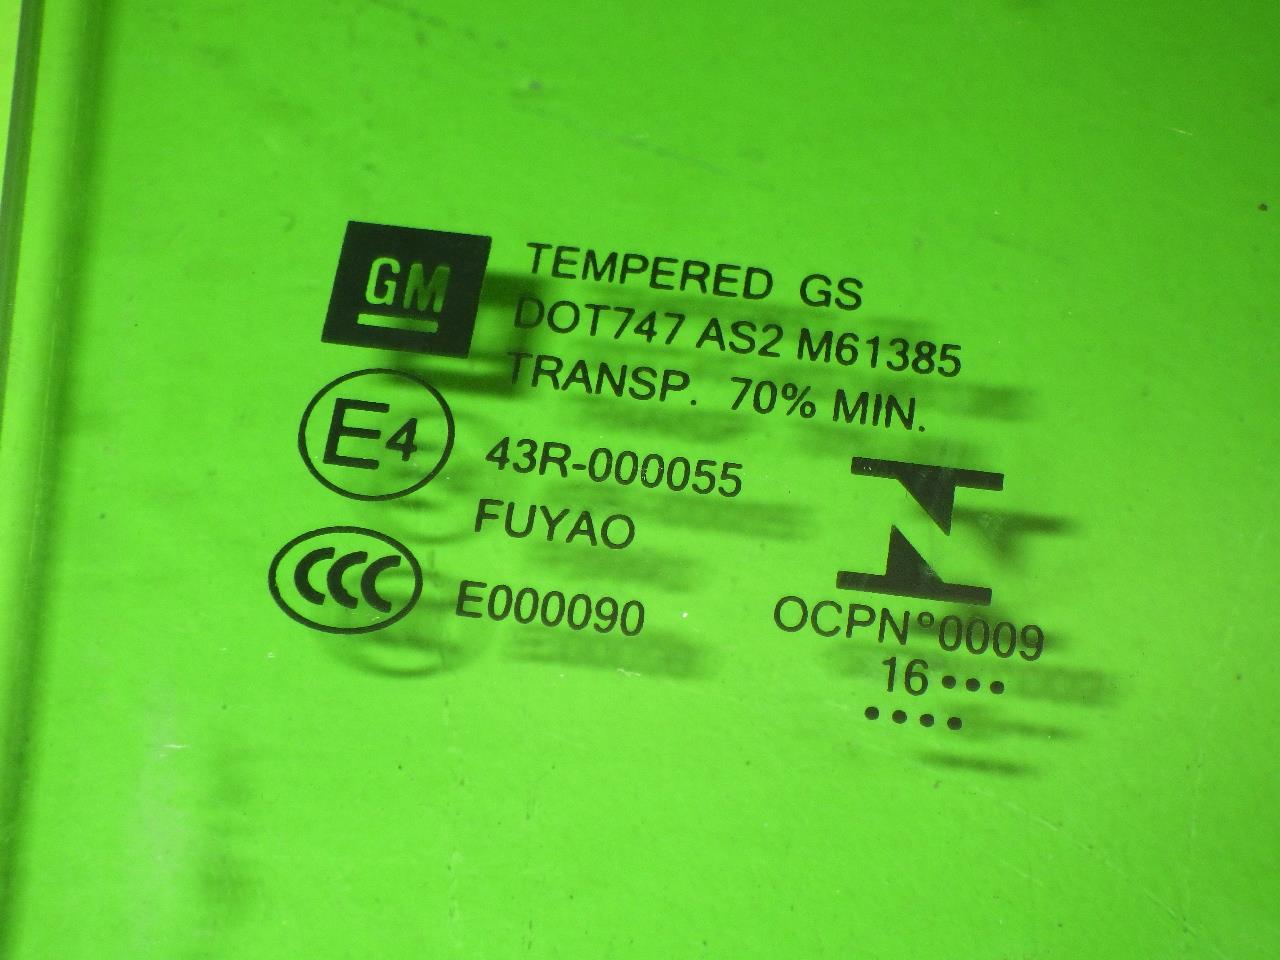 GM
TEMPERED GS
DOT747 AS2 M61385
TRANSP. 70% MIN.
E4
43R-000055
FUYAO
CCC
E000090
OCPN°0009
16•••
••••